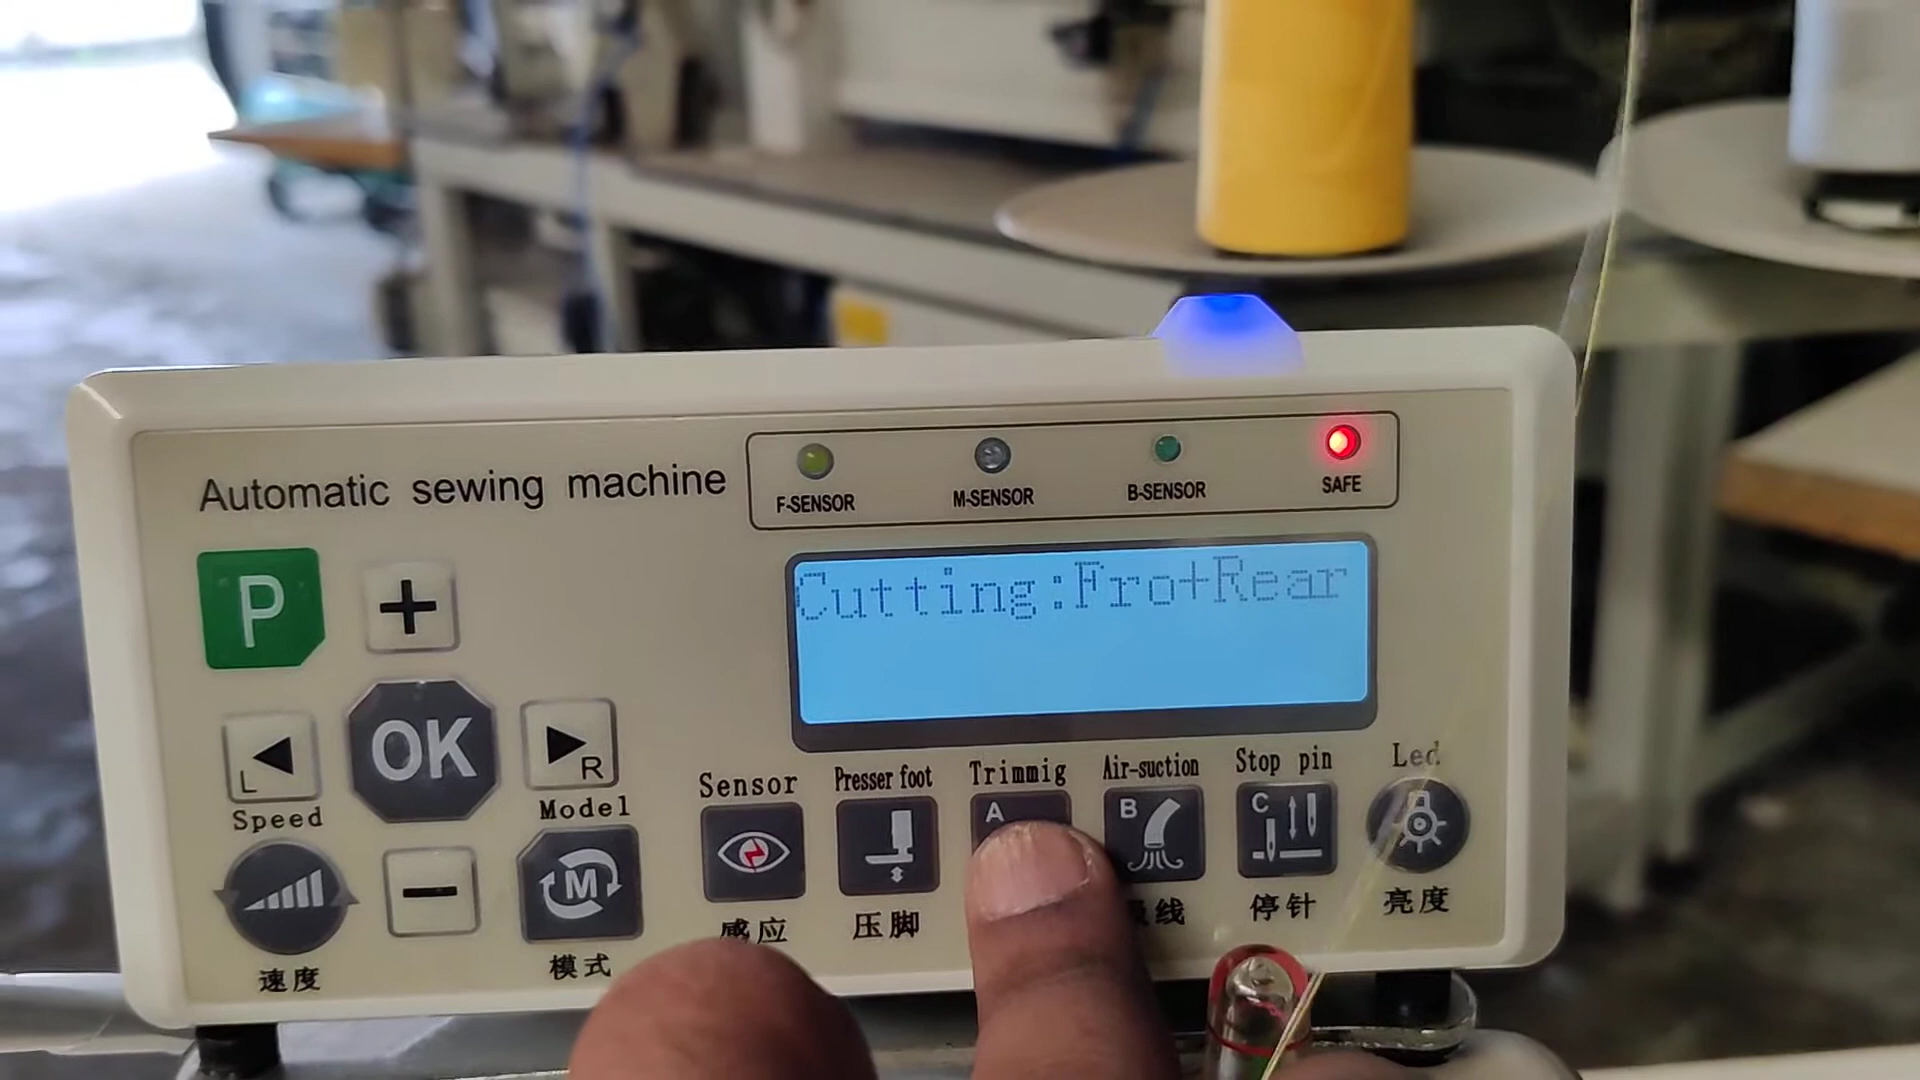 Automatic sewing machine
F-SENSOR
M-SENSOR
B-SENSOR
SAFE
Cutting:Fro+Rear
P
+
OK
L
R
Speed
Model
速度
−
M
模式
Sensor
Presser foot
Trimmig
Air-suction
Stop pin
Led
A
B
C
感应
压脚
线
停针
亮度